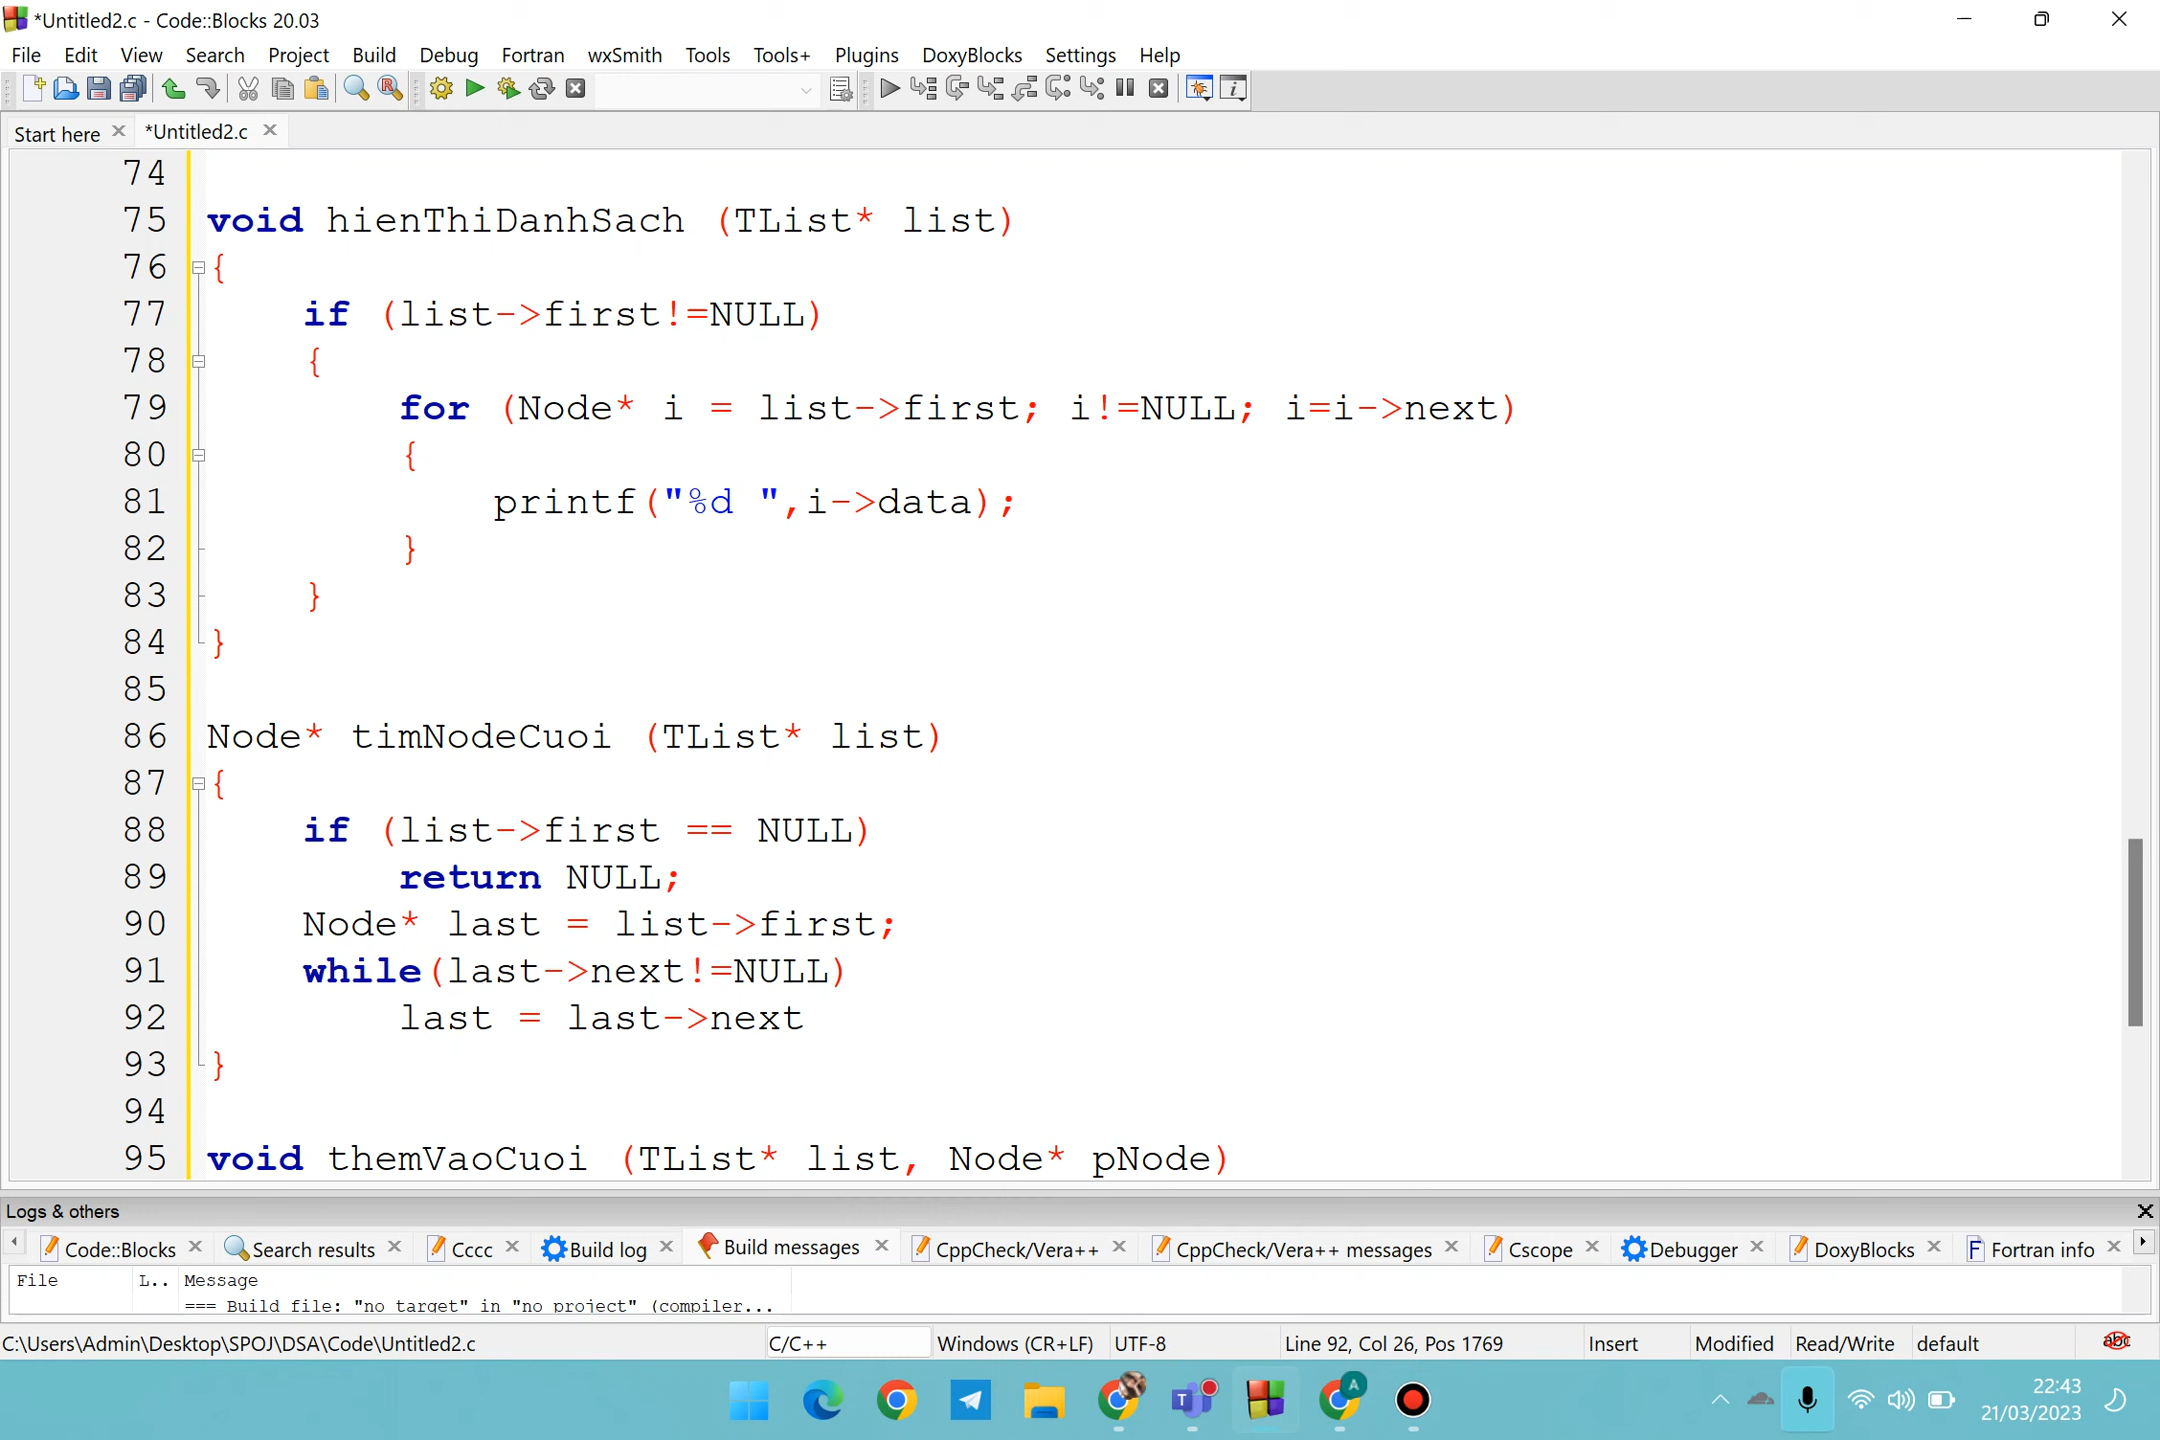 *Untitled2.c - Code::Blocks 20.03
File Edit View Search Project Build Debug Fortran wxSmith Tools Tools+ Plugins DoxyBlocks Settings Help
Start here *Untitled2.c
74
75 void hienThiDanhSach (TList* list)
76 {
77 if (list->first!=NULL)
78 {
79 for (Node* i = list->first; i!=NULL; i=i->next)
80 {
81 printf("%d ",i->data);
82 }
83 }
84 }
85
86 Node* timNodeCuoi (TList* list)
87 {
88 if (list->first == NULL)
89 return NULL;
90 Node* last = list->first;
91 while(last->next!=NULL)
92 last = last->next
93 }
94
95 void themVaoCuoi (TList* list, Node* pNode)
Logs & others
Code::Blocks Search results Cccc Build log Build messages CppCheck/Vera++ CppCheck/Vera++ messages Cscope Debugger DoxyBlocks Fortran info
File L.. Message
=== Build file: "no target" in "no project" (compiler...
C:\Users\Admin\Desktop\SPOJ\DSA\Code\Untitled2.c C/C++ Windows (CR+LF) UTF-8 Line 92, Col 26, Pos 1769 Insert Modified Read/Write default abc
A
T
22:43
21/03/2023